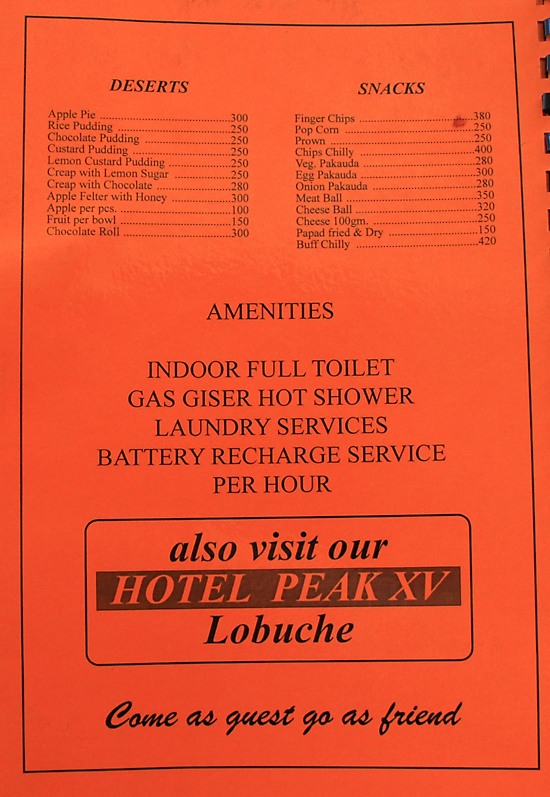 DESERTS
Apple Pie ....................................300
Rice Pudding ...............................250
Chocolate Pudding .......................250
Custard Pudding ..........................250
Lemon Custard Pudding ................250
Creap with Lemon Sugar ..............250
Creap with Chocolate ...................280
Apple Felter with Honey ...............300
Apple per pcs. ..............................100
Fruit per bowl ..............................150
Chocolate Roll .............................300
SNACKS
Finger Chips ................................380
Pop Corn .....................................250
Prown ..........................................250
Chips Chilly .................................400
Veg. Pakauda ...............................280
Egg Pakauda ................................300
Onion Pakauda .............................280
Meat Ball .....................................350
Cheese Ball ..................................320
Cheese 100gm. .............................250
Papad fried & Dry ........................150
Buff Chilly ...................................420
AMENITIES
INDOOR FULL TOILET
GAS GISER HOT SHOWER
LAUNDRY SERVICES
BATTERY RECHARGE SERVICE
PER HOUR
also visit our
HOTEL PEAK XV
Lobuche
Come as guest go as friend